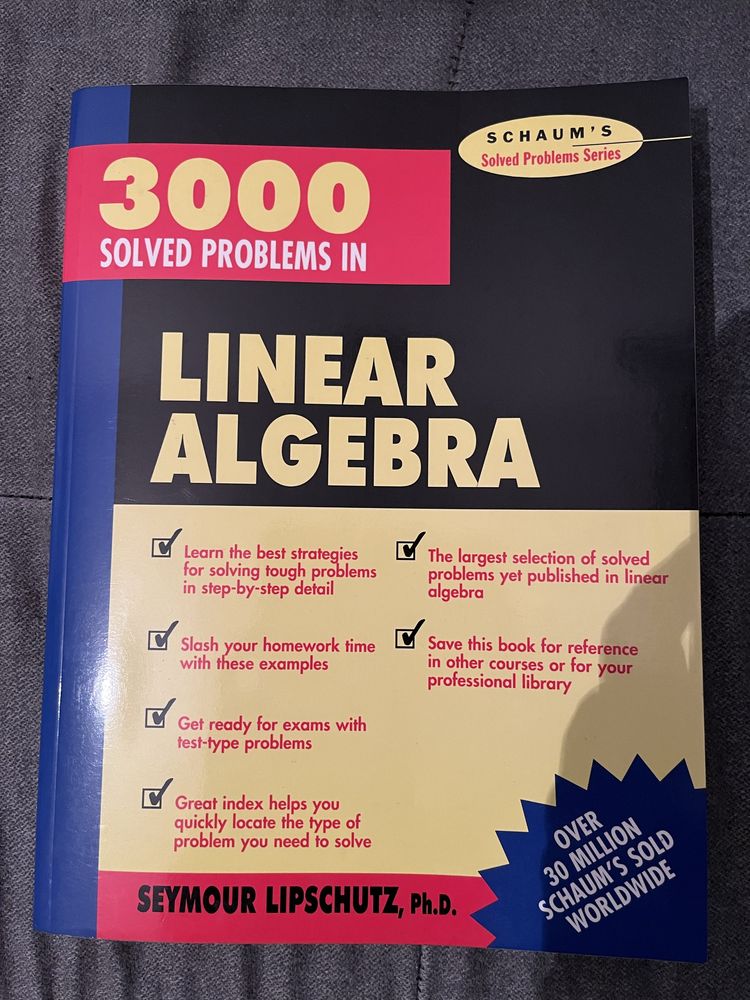 SCHAUM'S
Solved Problems Series
3000
SOLVED PROBLEMS IN
LINEAR
ALGEBRA
Learn the best strategies
for solving tough problems
in step-by-step detail
Slash your homework time
with these examples
Get ready for exams with
test-type problems
Great index helps you
quickly locate the type of
problem you need to solve
The largest selection of solved
problems yet published in linear
algebra
Save this book for reference
in other courses or for your
professional library
OVER
30 MILLION
SCHAUM'S SOLD
WORLDWIDE
SEYMOUR LIPSCHUTZ, Ph.D.